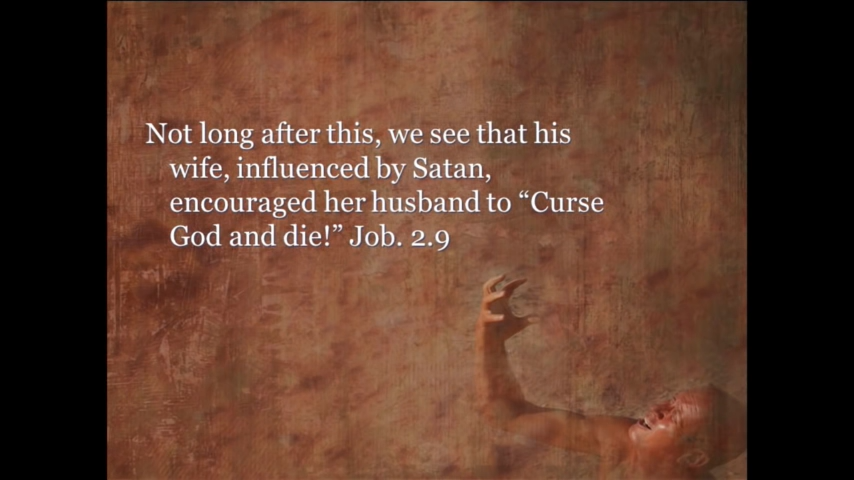 Not long after this, we see that his
wife, influenced by Satan,
encouraged her husband to “Curse
God and die!” Job. 2.9